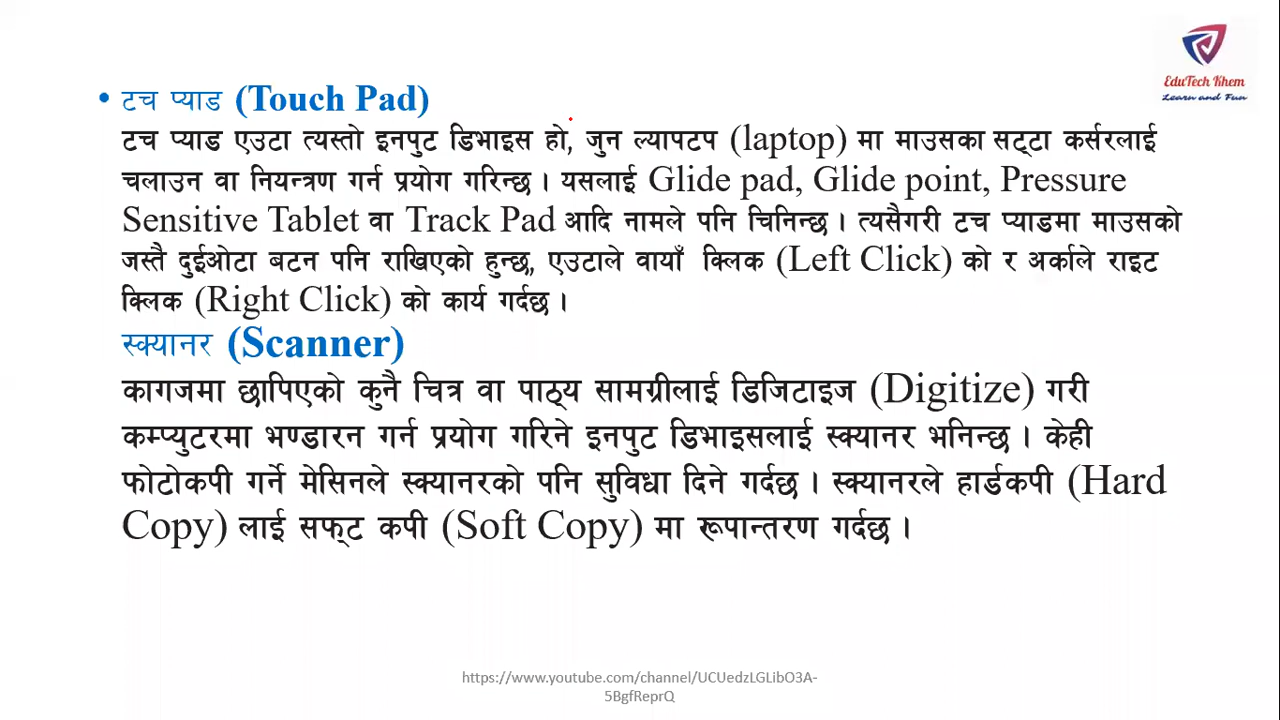 EduTech Khem
Learn and Fun
• टच प्याड (Touch Pad)
टच प्याड एउटा त्यस्तो इनपुट डिभाइस हो, जुन ल्यापटप (laptop) मा माउसका सट्टा कर्सरलाई
चलाउन वा नियन्त्रण गर्न प्रयोग गरिन्छ । यसलाई Glide pad, Glide point, Pressure
Sensitive Tablet वा Track Pad आदि नामले पनि चिनिन्छ । त्यसैगरी टच प्याडमा माउसको
जस्तै दुईओटा बटन पनि राखिएको हुन्छ, एउटाले वायाँ क्लिक (Left Click) को र अर्काले राइट
क्लिक (Right Click) को कार्य गर्दछ ।
स्क्यानर (Scanner)
कागजमा छापिएको कुनै चित्र वा पाठ्य सामग्रीलाई डिजिटाइज (Digitize) गरी
कम्प्युटरमा भण्डारन गर्न प्रयोग गरिने इनपुट डिभाइसलाई स्क्यानर भनिन्छ । केही
फोटोकपी गर्ने मेसिनले स्क्यानरको पनि सुविधा दिने गर्दछ । स्क्यानरले हार्डकपी (Hard
Copy) लाई सफ्ट कपी (Soft Copy) मा रूपान्तरण गर्दछ ।
https://www.youtube.com/channel/UCUedzLGLibO3A-
5BgfReprQ